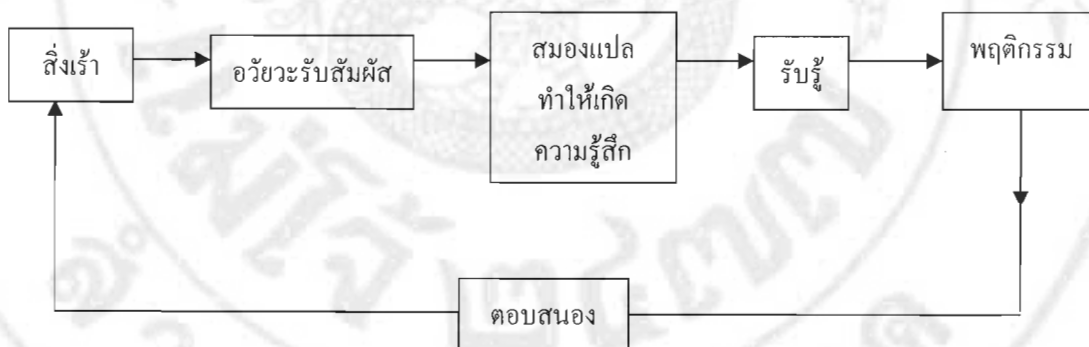 สิ่งเร้า
อวัยวะรับสัมผัส
สมองแปล
ทำให้เกิด
ความรู้สึก
รับรู้
พฤติกรรม
ตอบสนอง